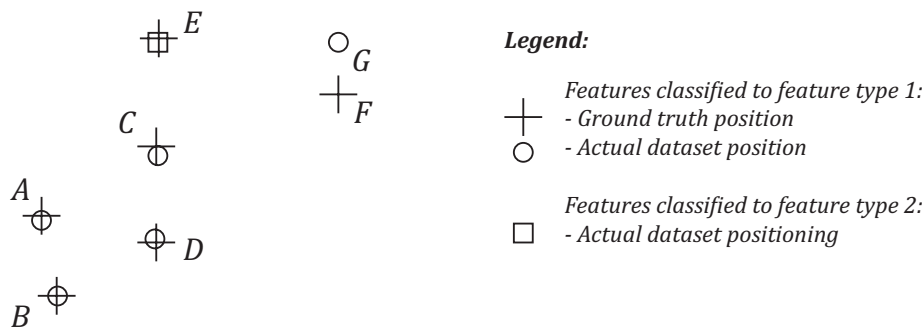 E
G
F
C
A
D
B
Legend:
Features classified to feature type 1:
- Ground truth position
- Actual dataset position
Features classified to feature type 2:
- Actual dataset positioning